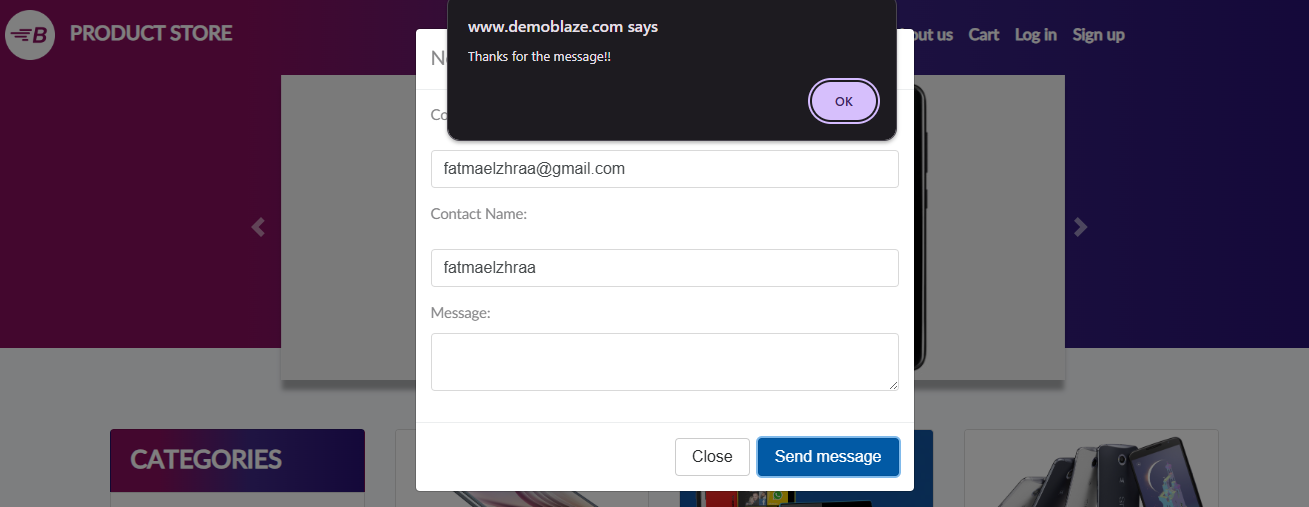 B
PRODUCT STORE
out us
Cart
Log in
Sign up
www.demoblaze.com says
Thanks for the message!!
OK
fatmaelzhraa@gmail.com
Contact Name:
fatmaelzhraa
Message:
Close
Send message
CATEGORIES